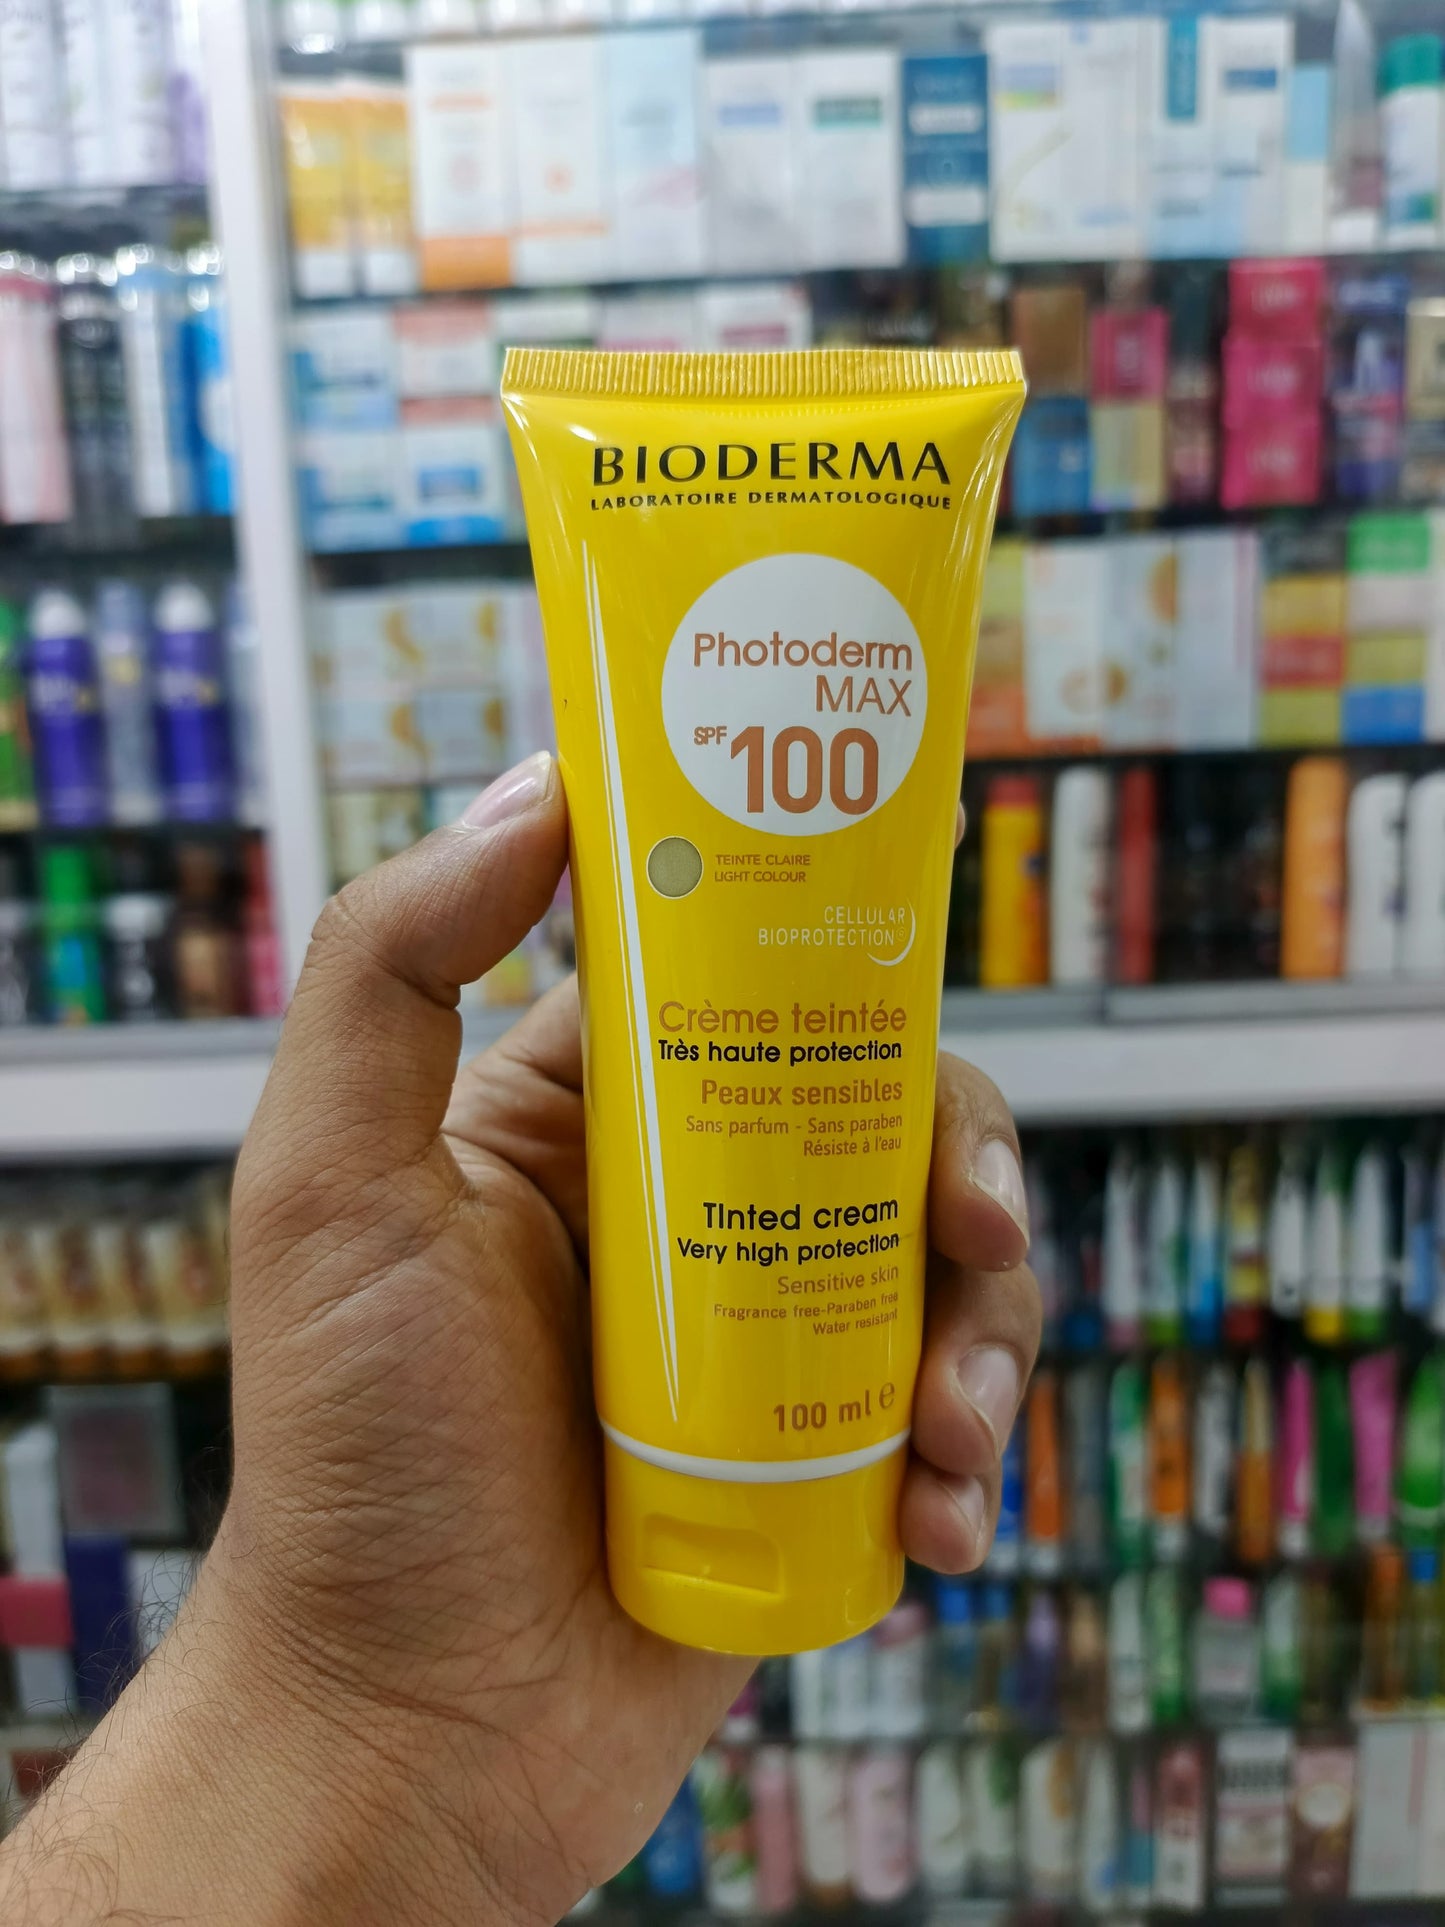 BIODERMA
LABORATOIRE DERMATOLOGIQUE
Photoderm
MAX
SPF 100
TEINTE CLAIRE
LIGHT COLOUR
CELLULAR
BIOPROTECTION®
Crème teintée
Très haute protection
Peaux sensibles
Sans parfum - Sans paraben
Résiste à l'eau
TInted cream
Very hIgh protectIon
Sensitive skin
Fragrance free-Paraben free
Water resistant
100 ml e